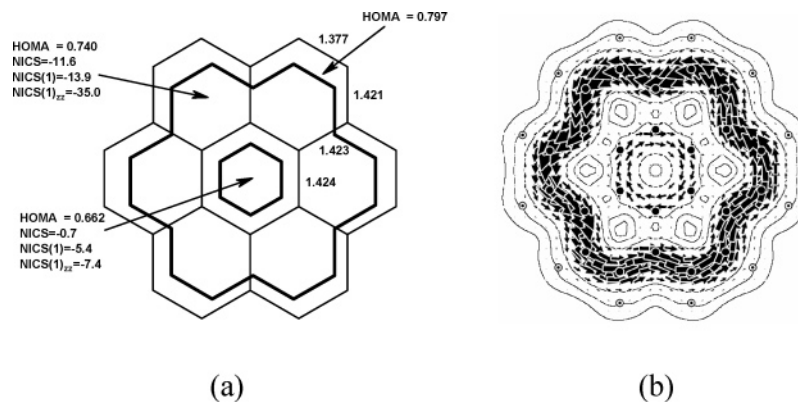 HOMA = 0.740
NICS=-11.6
NICS(1)=-13.9
NICS(1)zz=-35.0
1.377
HOMA = 0.797
1.421
1.423
1.424
HOMA = 0.662
NICS=-0.7
NICS(1)=-5.4
NICS(1)zz=-7.4
(a)
(b)